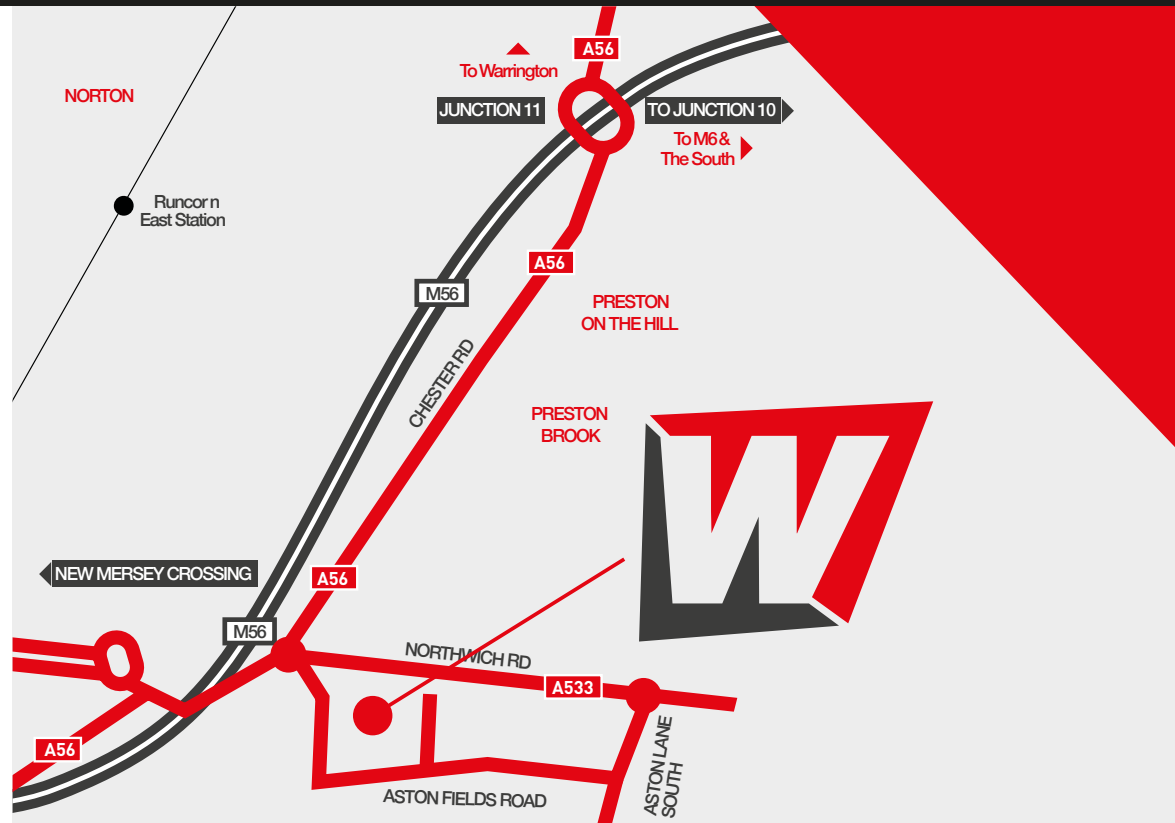 A56
To Warrington
NORTON
JUNCTION 11
TO JUNCTION 10
To M6 &
The South
Runcorn
East Station
A56
M56
PRESTON
ON THE HILL
CHESTER RD
PRESTON
BROOK
W
NEW MERSEY CROSSING
A56
M56
NORTHWICH RD
A533
A56
ASTON LANE
SOUTH
ASTON FIELDS ROAD